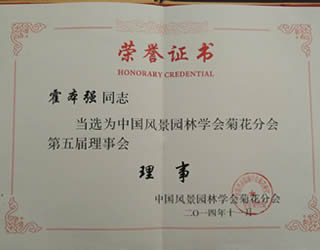 荣誉证书
HONORARY CREDENTIAL
霍本强同志
当选为中国风景园林学会菊花分会
第五届理事会
理 事
中国风景园林学会菊花分会
二〇一四年十一月